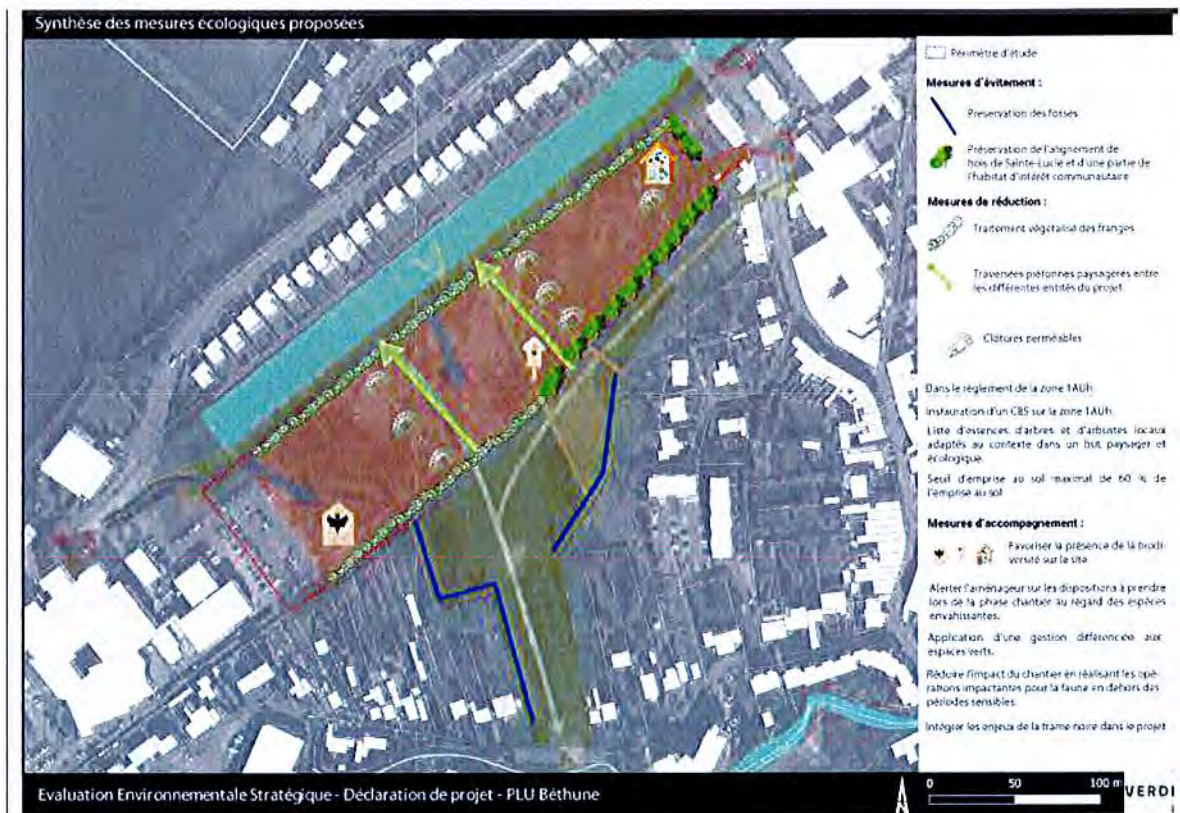 Synthèse des mesures écologiques proposées
Périmètre d'étude
Mesures d'évitement :
Préservation des fossés
Préservation de l'alignement de
bois de Sainte-Lucie et d'une partie de
l'habitat d'intérêt communautaire
Mesures de réduction :
Traitement végétalisé des franges
Traversées piétonnes paysagères entre
les différentes entités du projet
Clôtures perméables
Dans le règlement de la zone 1AUh
Instauration d'un CBS sur la zone 1AUh
Liste d'essences d'arbres et d'arbustes locaux
adaptés au contexte dans un but paysager et
écologique.
Seuil d'emprise au sol maximal de 60 % de
l'emprise au sol
Mesures d'accompagnement :
Favoriser la présence de la biodi-
versité sur le site
Alerter l'aménageur sur les dispositions à prendre
lors de la phase chantier au regard des espèces
envahissantes.
Application d'une gestion différenciée aux
espaces verts.
Réduire l'impact du chantier en réalisant les opé-
rations impactantes pour la faune en dehors des
périodes sensibles.
Intégrer les enjeux de la trame noire dans le projet
Evaluation Environnementale Stratégique - Déclaration de projet - PLU Béthune
0 50 100 m
VERDI